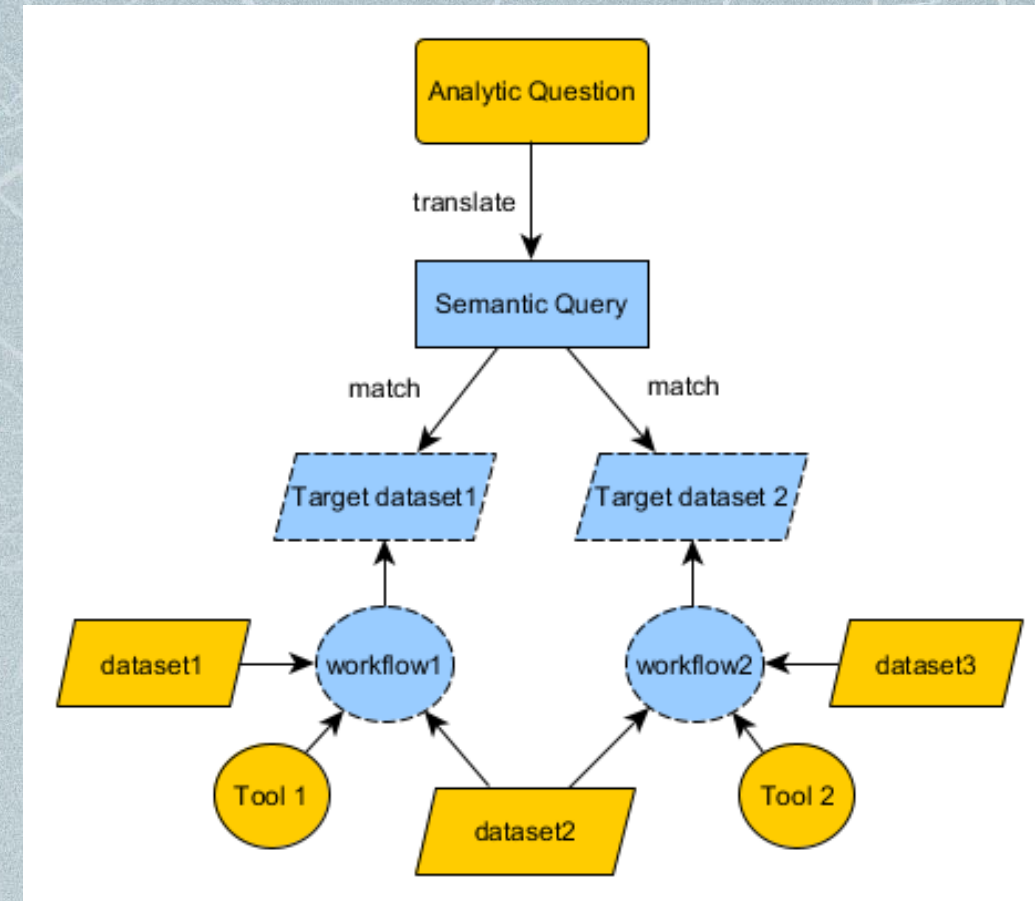 Analytic Question
translate
Semantic Query
match
match
Target dataset1
Target dataset 2
dataset1
workflow1
workflow2
dataset3
Tool 1
dataset2
Tool 2